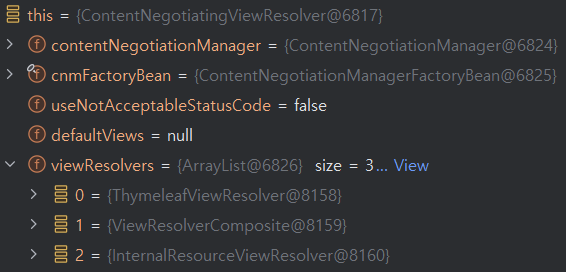 this = {ContentNegotiatingViewResolver@6817}
contentNegotiationManager = {ContentNegotiationManager@6824}
cnmFactoryBean = {ContentNegotiationManagerFactoryBean@6825}
useNotAcceptableStatusCode = false
defaultViews = null
viewResolvers = {ArrayList@6826} size = 3... View
0 = {ThymeleafViewResolver@8158}
1 = {ViewResolverComposite@8159}
2 = {InternalResourceViewResolver@8160}